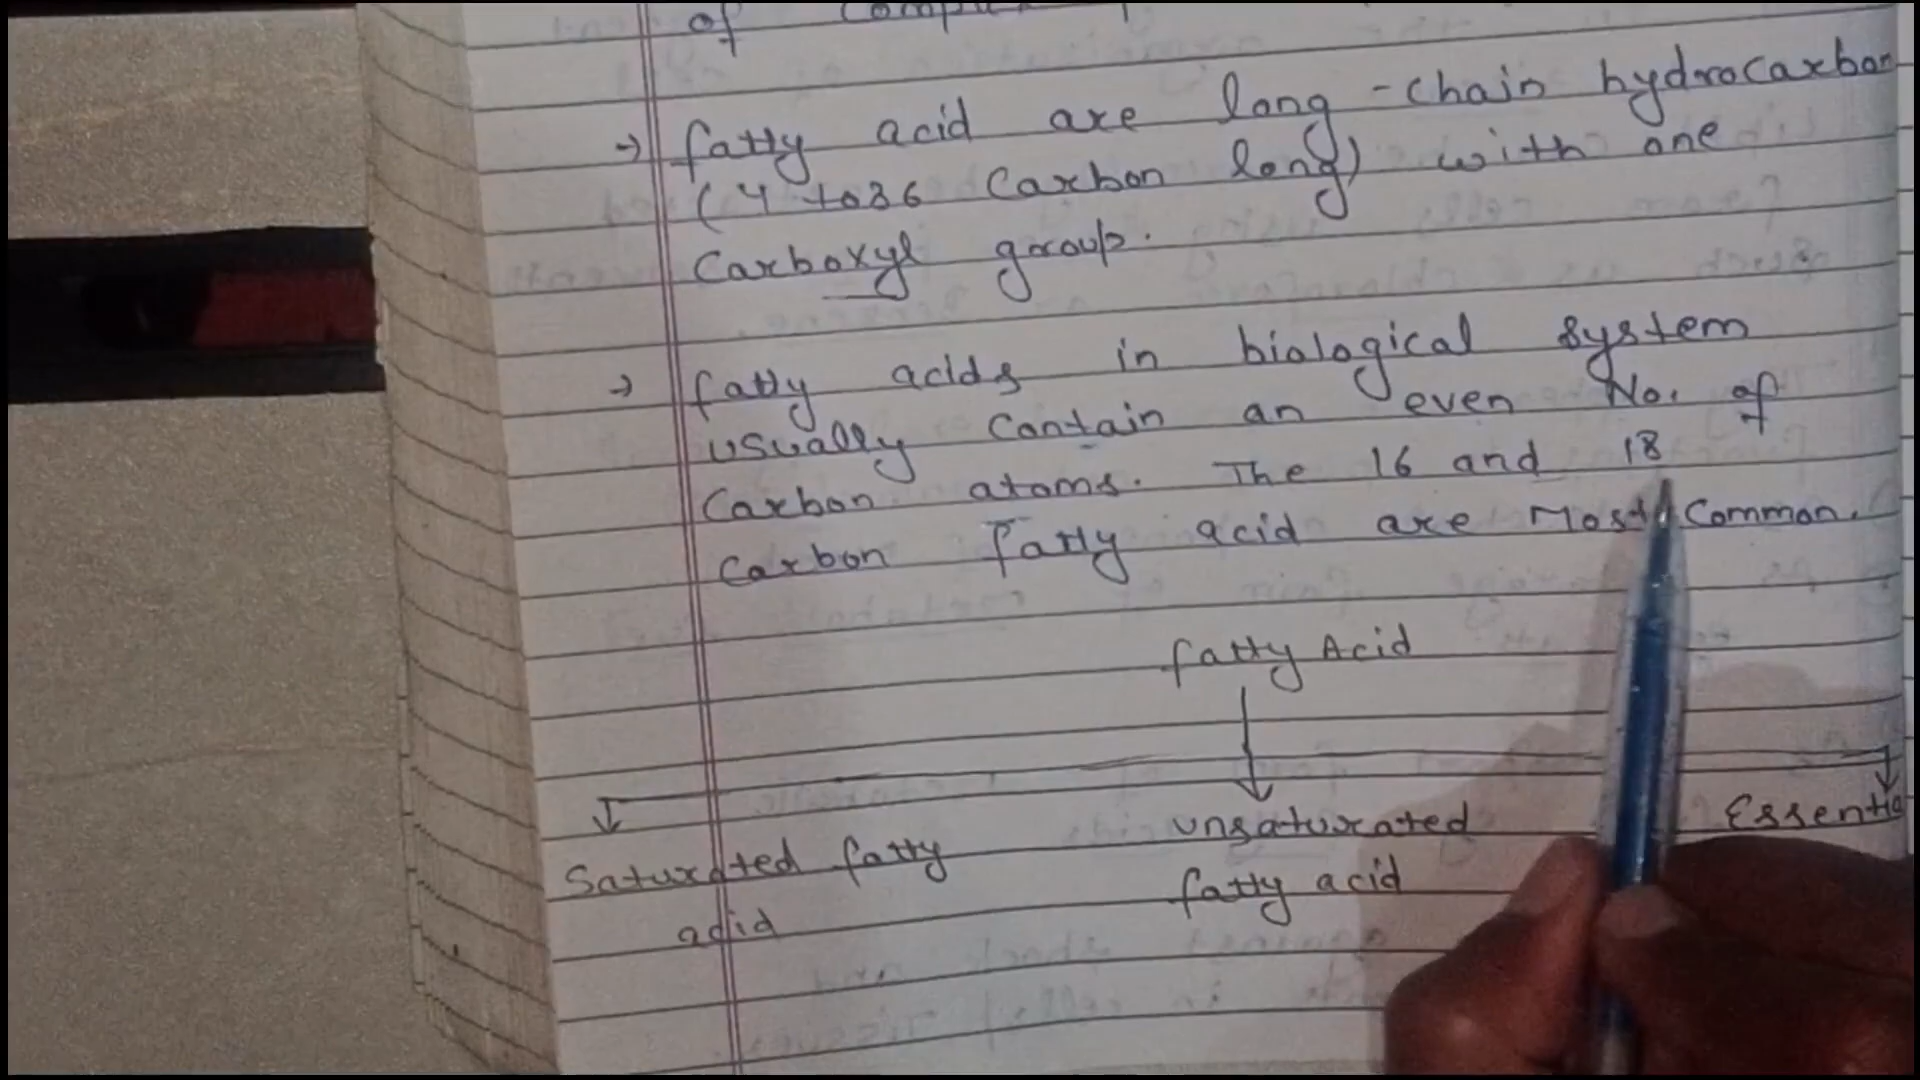 of
→ fatty acid are long-chain hydrocarbon
(4 to36 Carbon long) with one
Carboxyl group.
→ fatty acids in biological system
usually Contain an even No. of
Carbon atoms. The 16 and 18
Carbon fatty acid are Most Common.
fatty Acid
Saturated fatty
acid
unsaturated
fatty acid
Essentia